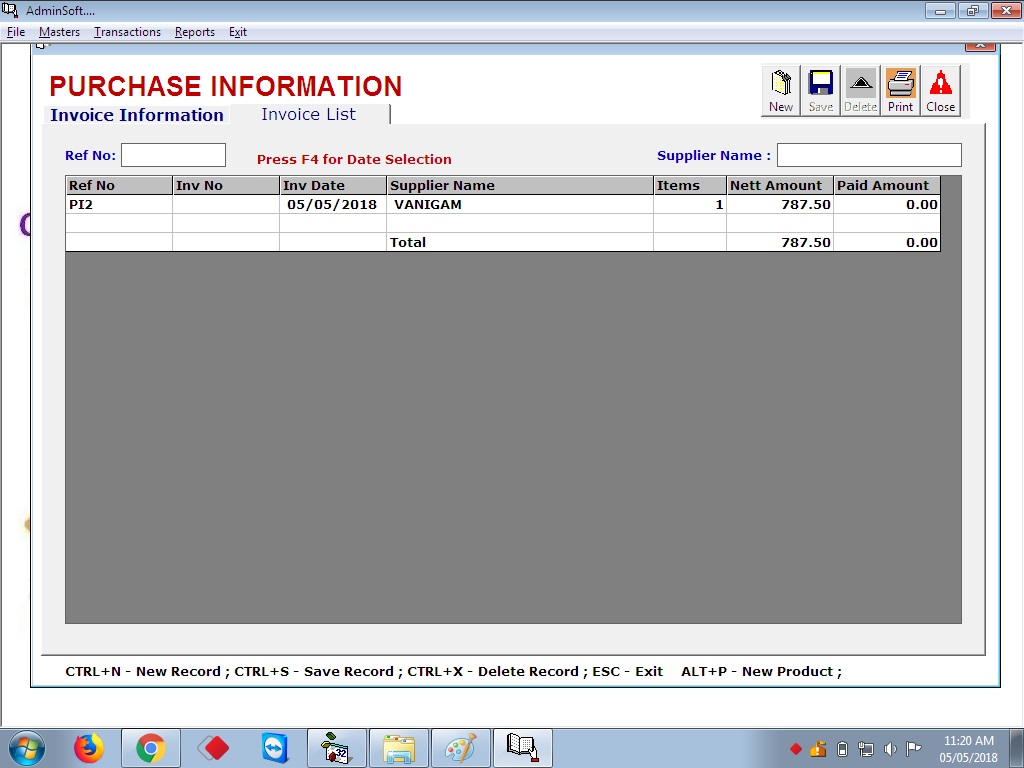 AdminSoft....
File Masters Transactions Reports Exit
PURCHASE INFORMATION
New Save Delete Print Close
Invoice Information Invoice List
Ref No: Press F4 for Date Selection Supplier Name :
Ref No Inv No Inv Date Supplier Name Items Nett Amount Paid Amount
PI2 05/05/2018 VANIGAM 1 787.50 0.00
Total 787.50 0.00
CTRL+N - New Record ; CTRL+S - Save Record ; CTRL+X - Delete Record ; ESC - Exit ALT+P - New Product ;
32
11:20 AM
05/05/2018